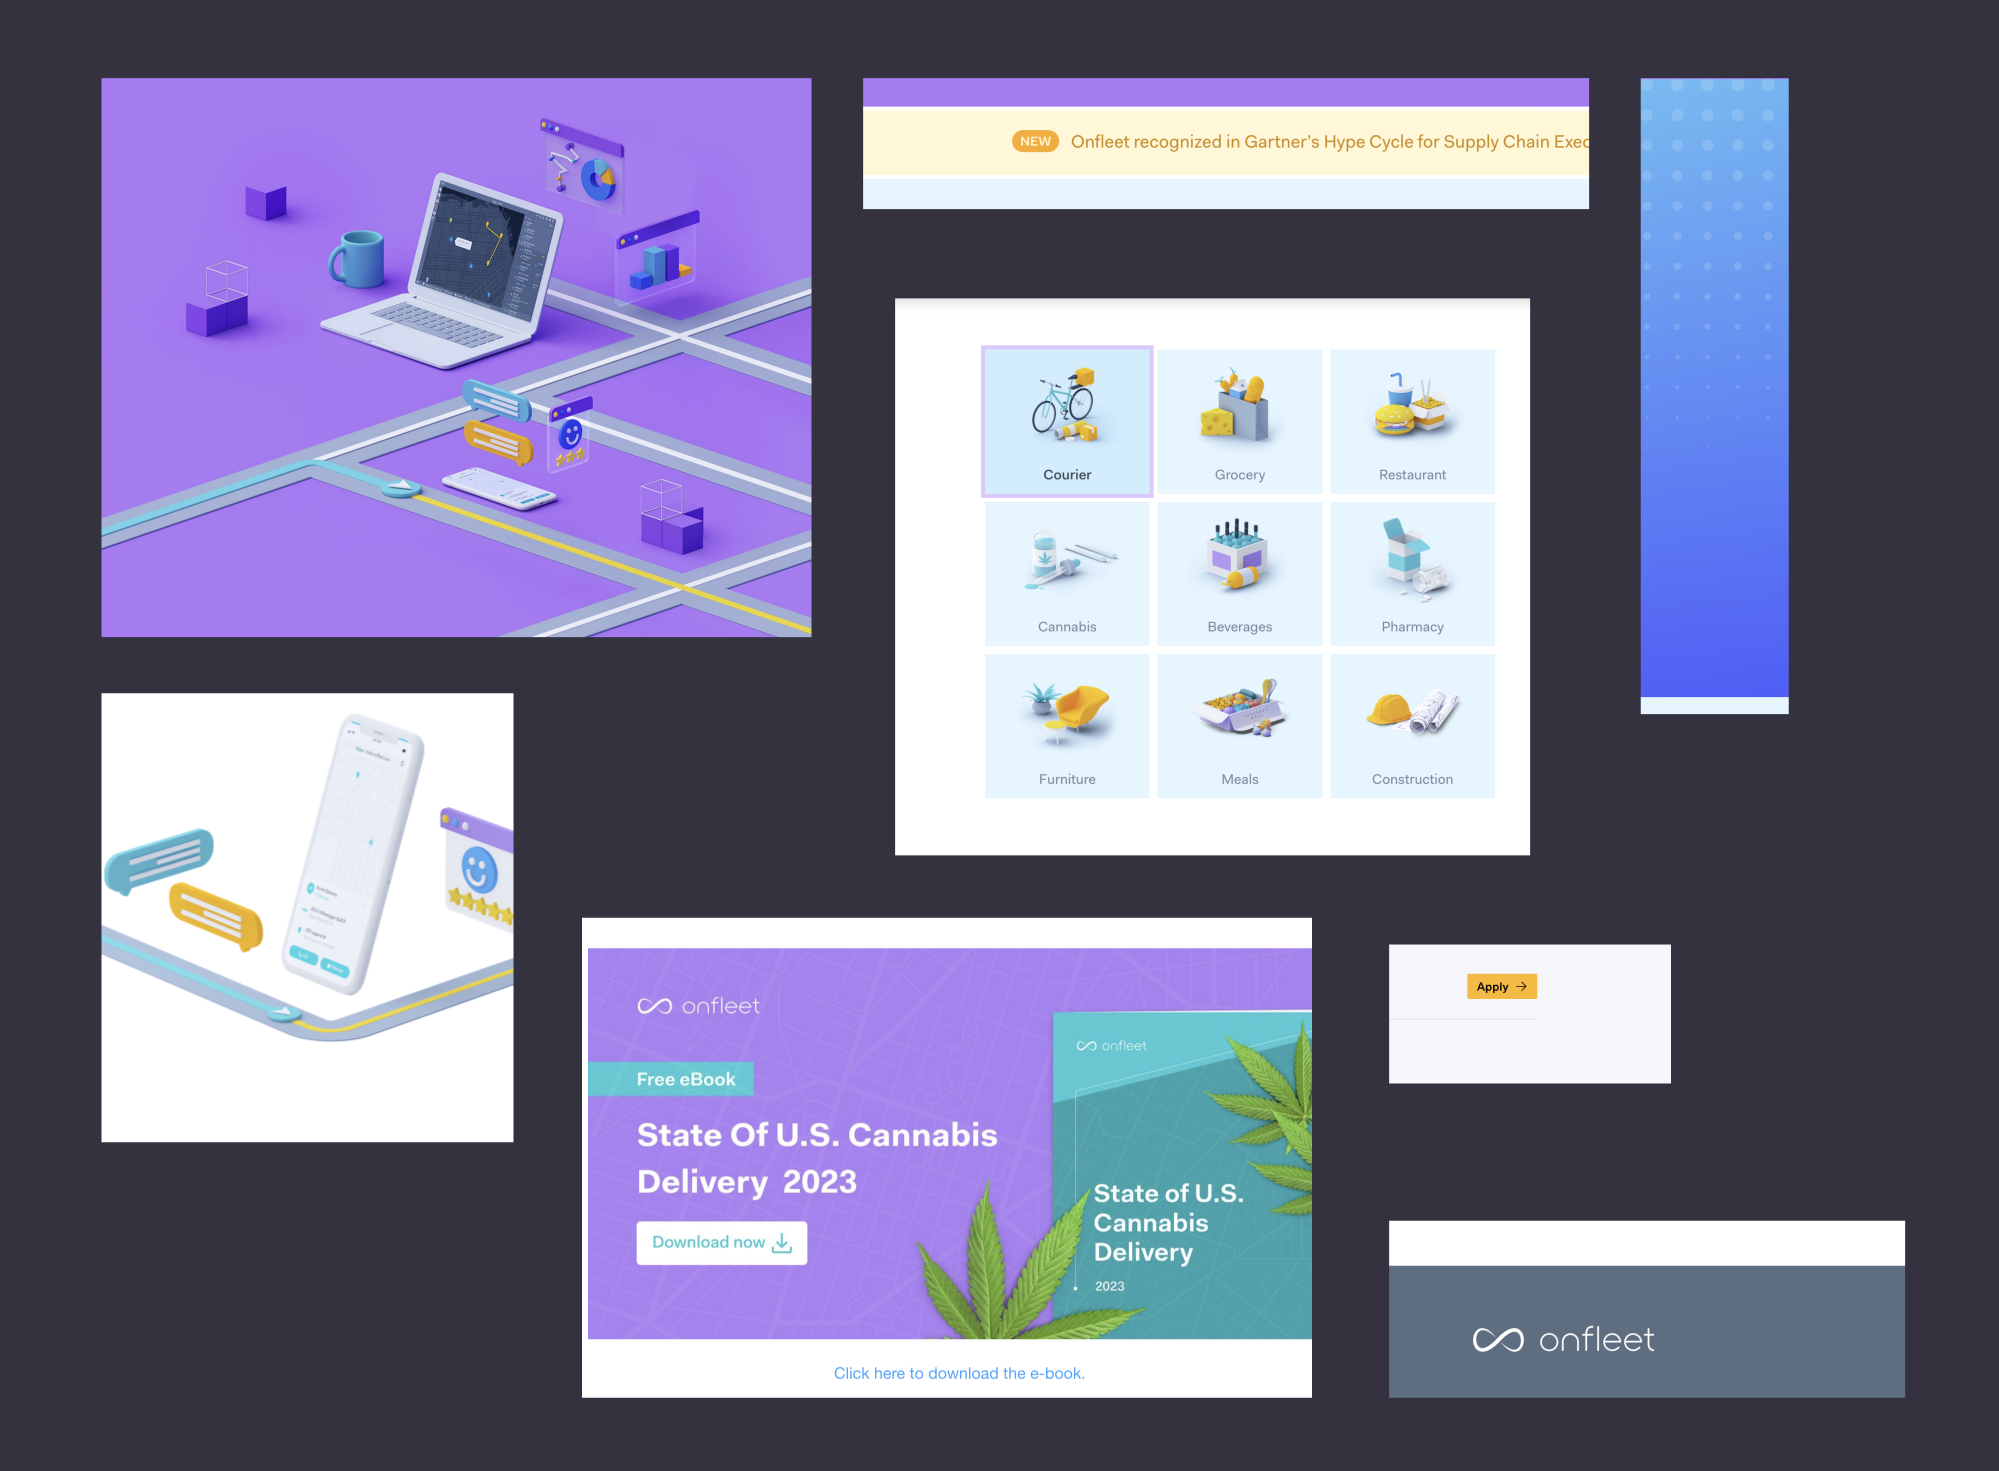 NEW Onfleet recognized in Gartner's Hype Cycle for Supply Chain Exec
Courier
Grocery
Restaurant
Cannabis
Beverages
Pharmacy
Furniture
Meals
Construction
onfleet
Free eBook
State Of U.S. Cannabis
Delivery 2023
Download now
onfleet
State of U.S.
Cannabis
Delivery
2023
Click here to download the e-book.
Apply
onfleet